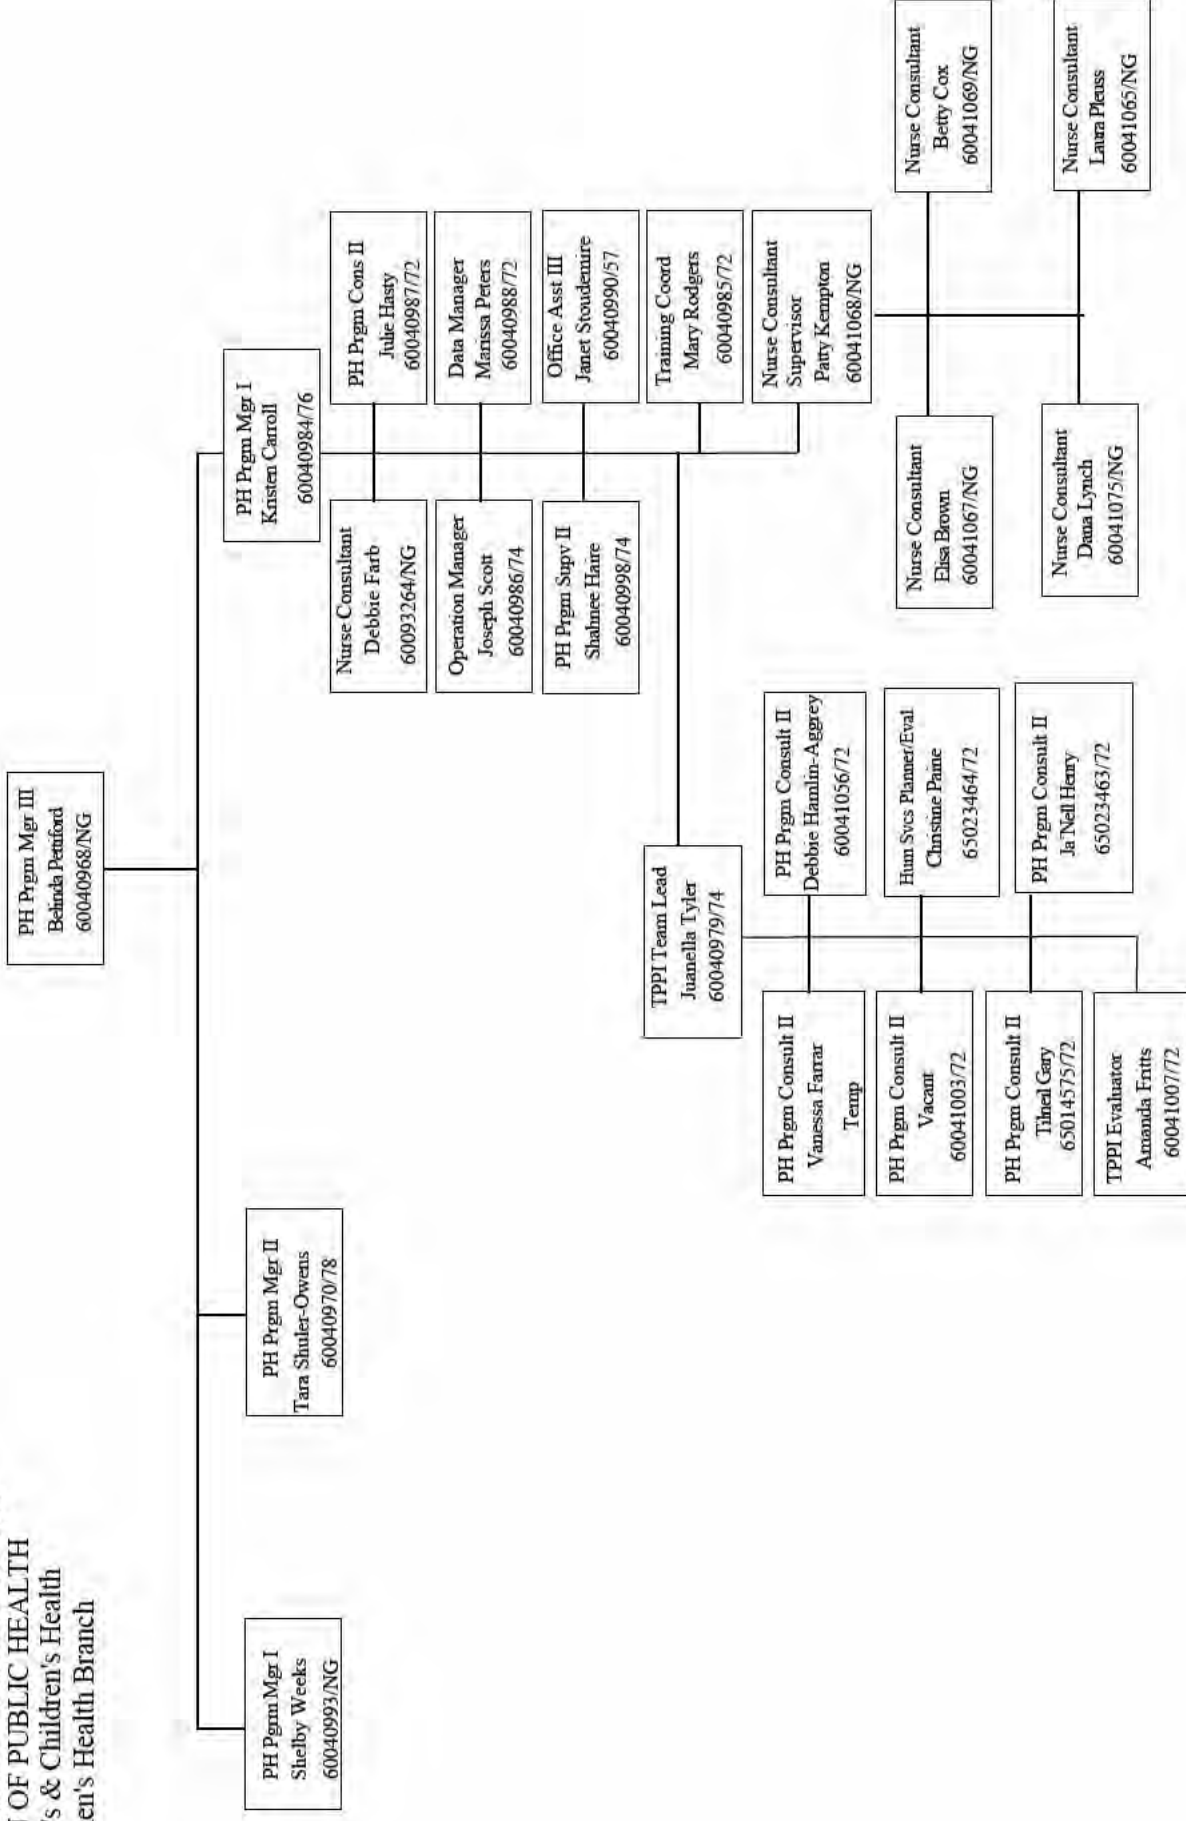 OF PUBLIC HEALTH
& Children's Health
Health Branch
PH Prgm Mgr III
Belinda Pettiford
60040968/NG
PH Pgrm Mgr I
Shelby Weeks
60040993/NG
PH Prgm Mgr II
Tara Shuler-Owens
60040970/78
PH Prgm Mgr I
Kristen Carroll
60040984/76
Nurse Consultant
Debbie Farb
60093264/NG
PH Prgm Cons II
Julie Hasty
60040987/72
Operation Manager
Joseph Scott
60040986/74
Data Manager
Marissa Peters
60040988/72
PH Prgm Supv II
Shahnee Haire
60040998/74
Office Asst III
Janet Stoudemire
60040990/57
Training Coord
Mary Rodgers
60040985/72
Nurse Consultant
Supervisor
Patty Kempton
60041068/NG
TPPI Team Lead
Juanella Tyler
60040979/74
PH Prgm Consult II
Vanessa Farrar
Temp
PH Prgm Consult II
Debbie Hamlin-Aggrey
60041056/72
PH Prgm Consult II
Vacant
60041003/72
Hum Svcs Planner/Eval
Christine Paine
65023464/72
PH Prgm Consult II
Tilneil Gary
65014575/72
PH Prgm Consult II
Ja'Nell Henry
65023463/72
TPPI Evaluator
Amanda Fritts
60041007/72
Nurse Consultant
Elisa Brown
60041067/NG
Nurse Consultant
Betty Cox
60041069/NG
Nurse Consultant
Dana Lynch
60041075/NG
Nurse Consultant
Laura Pleuss
60041065/NG